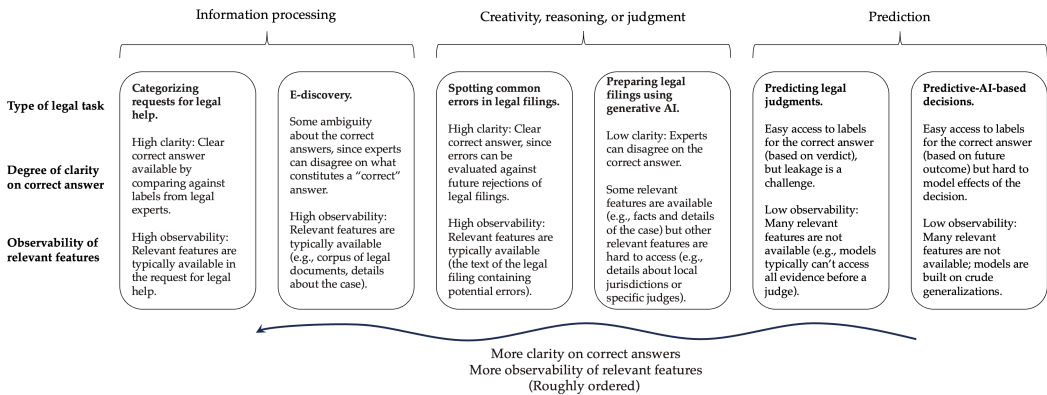 Information processing
Creativity, reasoning, or judgment
Prediction
Type of legal task
Degree of clarity
on correct answer
Observability of
relevant features
Categorizing
requests for legal
help.
High clarity: Clear
correct answer
available by
comparing against
labels from legal
experts.
High observability:
Relevant features are
typically available in
the request for legal
help.
E-discovery.
Some ambiguity
about the correct
answers, since experts
can disagree on what
constitutes a “correct”
answer.
High observability:
Relevant features are
typically available
(e.g., corpus of legal
documents, details
about the case).
Spotting common
errors in legal filings.
High clarity: Clear
correct answer, since
errors can be
evaluated against
future rejections of
legal filings.
High observability:
Relevant features are
typically available
(the text of the legal
filing containing
potential errors).
Preparing legal
filings using
generative AI.
Low clarity: Experts
can disagree on the
correct answer.
Some relevant
features are available
(e.g., facts and details
of the case) but other
relevant features are
hard to access (e.g.,
details about local
jurisdictions or
specific judges).
Predicting legal
judgments.
Easy access to labels
for the correct answer
(based on verdict),
but leakage is a
challenge.
Low observability:
Many relevant
features are not
available (e.g., models
typically can’t access
all evidence before a
judge).
Predictive-AI-based
decisions.
Easy access to labels
for the correct answer
(based on future
outcome) but hard to
model effects of the
decision.
Low observability:
Many relevant
features are not
available; models are
built on crude
generalizations.
More clarity on correct answers
More observability of relevant features
(Roughly ordered)